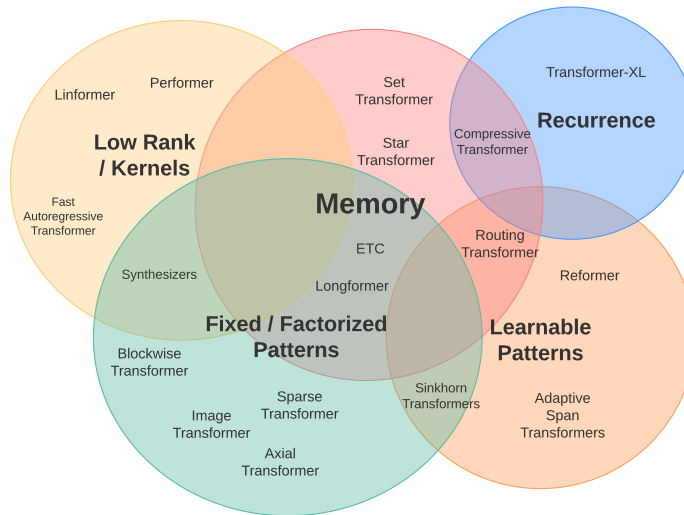 Linformer
Performer
Low Rank
/ Kernels
Fast
Autoregressive
Transformer
Synthesizers
Set
Transformer
Star
Transformer
Memory
ETC
Longformer
Compressive
Transformer
Transformer-XL
Recurrence
Routing
Transformer
Reformer
Learnable
Patterns
Adaptive
Span
Transformers
Sinkhorn
Transformers
Fixed / Factorized
Patterns
Blockwise
Transformer
Image
Transformer
Sparse
Transformer
Axial
Transformer